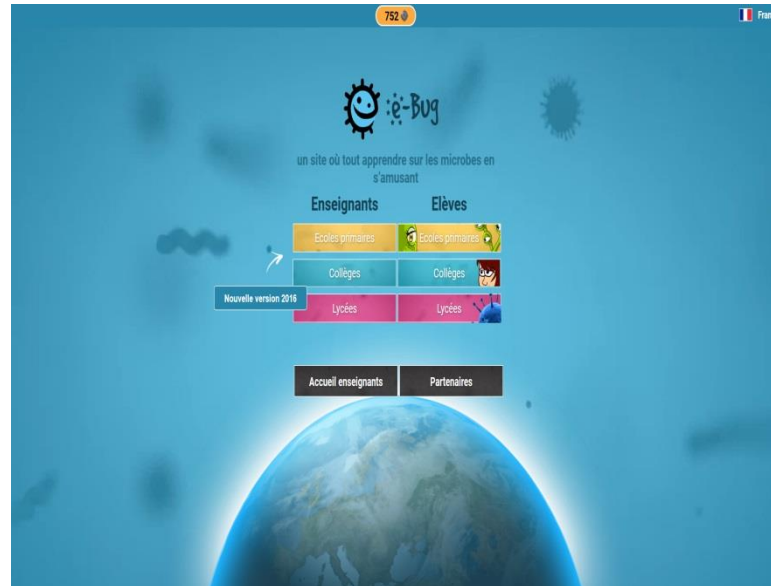 752
Fran
e-Bug
un site où tout apprendre sur les microbes en
s'amusant
Enseignants Elèves
Ecoles primaires Ecoles primaires
Collèges Collèges
Nouvelle version 2016
Lycées Lycées
Accueil enseignants Partenaires